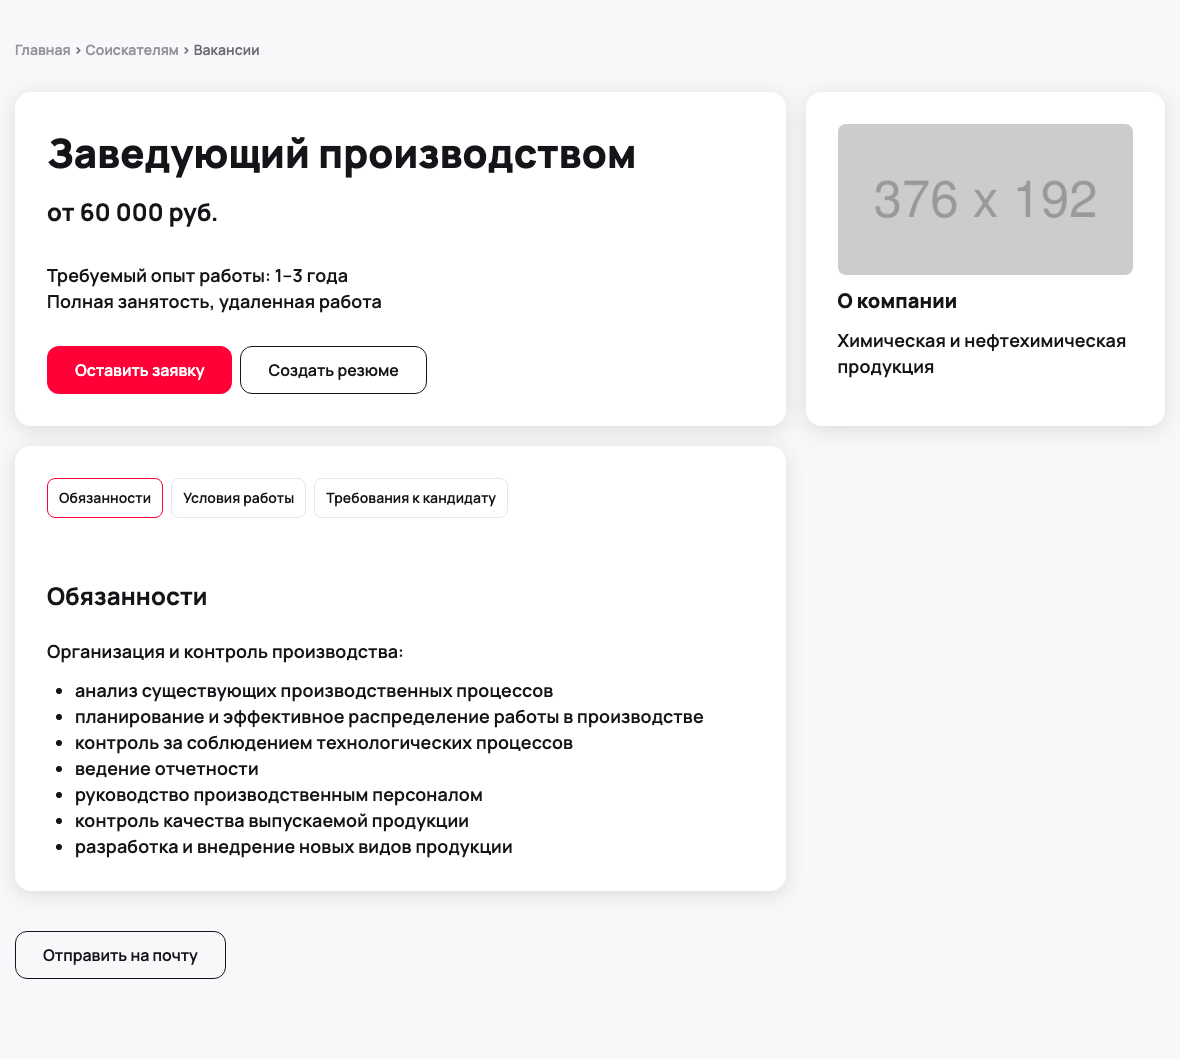 Главная > Соискателям > Вакансии
Заведующий производством
от 60 000 руб.
Требуемый опыт работы: 1–3 года
Полная занятость, удаленная работа
Оставить заявку
Создать резюме
376 x 192
О компании
Химическая и нефтехимическая
продукция
Обязанности
Условия работы
Требования к кандидату
Обязанности
Организация и контроль производства:
• анализ существующих производственных процессов
• планирование и эффективное распределение работы в производстве
• контроль за соблюдением технологических процессов
• ведение отчетности
• руководство производственным персоналом
• контроль качества выпускаемой продукции
• разработка и внедрение новых видов продукции
Отправить на почту